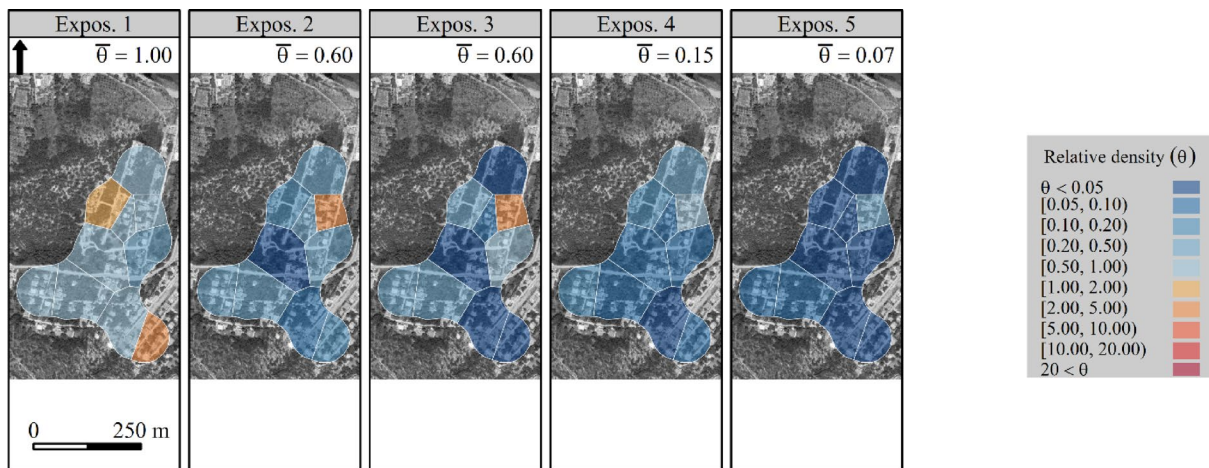 Expos. 1
Expos. 2
Expos. 3
Expos. 4
Expos. 5
θ̅ = 1.00
θ̅ = 0.60
θ̅ = 0.60
θ̅ = 0.15
θ̅ = 0.07
Relative density (θ)
θ < 0.05
[0.05, 0.10)
[0.10, 0.20)
[0.20, 0.50)
[0.50, 1.00)
[1.00, 2.00)
[2.00, 5.00)
[5.00, 10.00)
[10.00, 20.00)
20 < θ
0 250 m